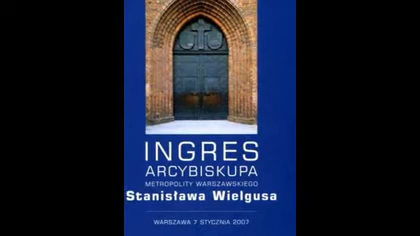 INGRES
ARCYBISKUPA
METROPOLITY WARSZAWSKIEGO
Stanisława Wielgusa
WARSZAWA 7 STYCZNIA 2007